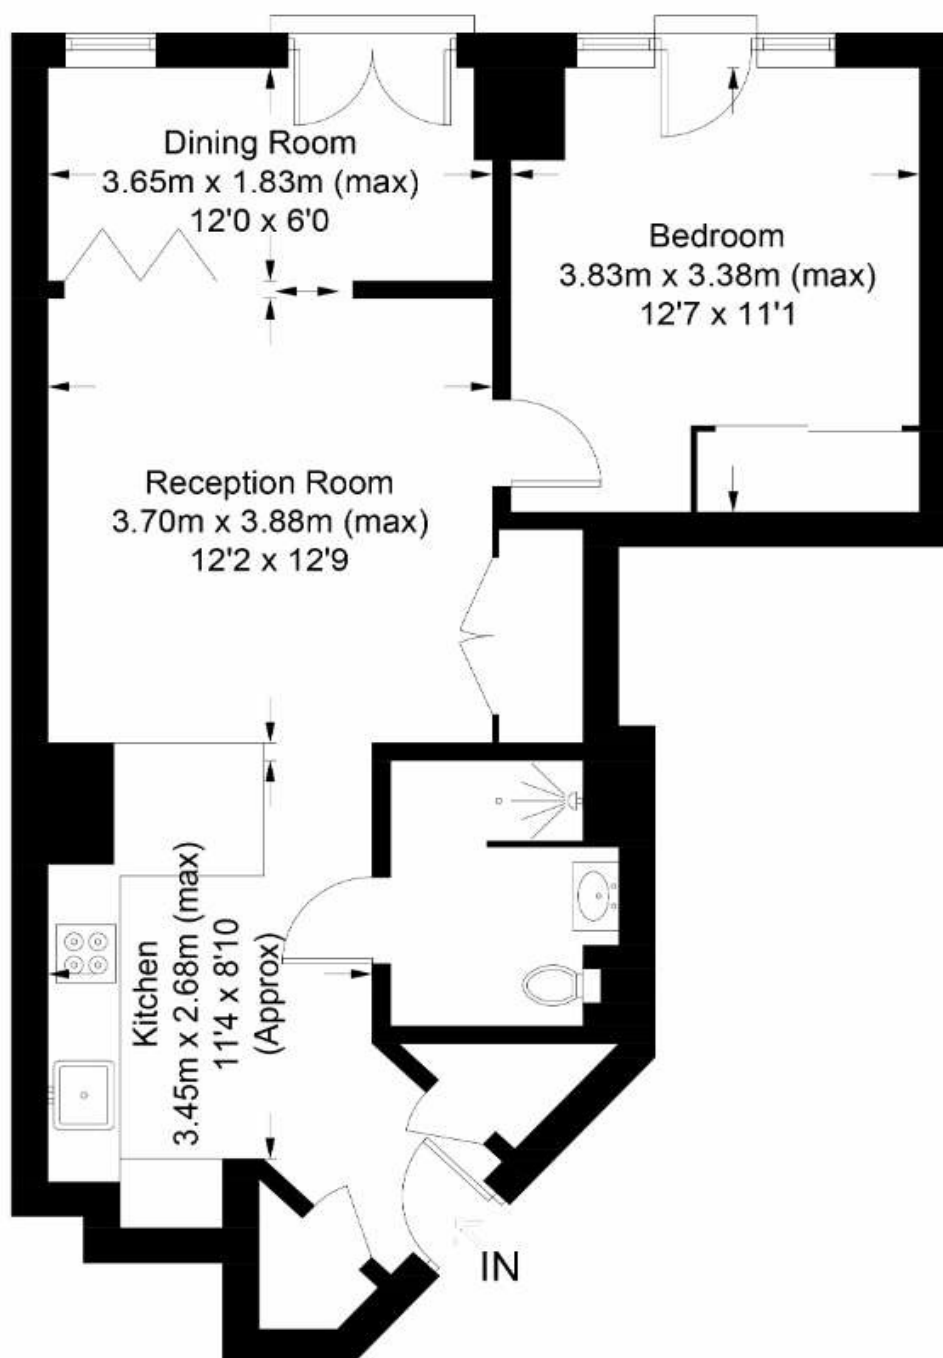 Dining Room
3.65m x 1.83m (max)
12'0 x 6'0
Bedroom
3.83m x 3.38m (max)
12'7 x 11'1
Reception Room
3.70m x 3.88m (max)
12'2 x 12'9
Kitchen
3.45m x 2.68m (max)
11'4 x 8'10
(Approx)
IN